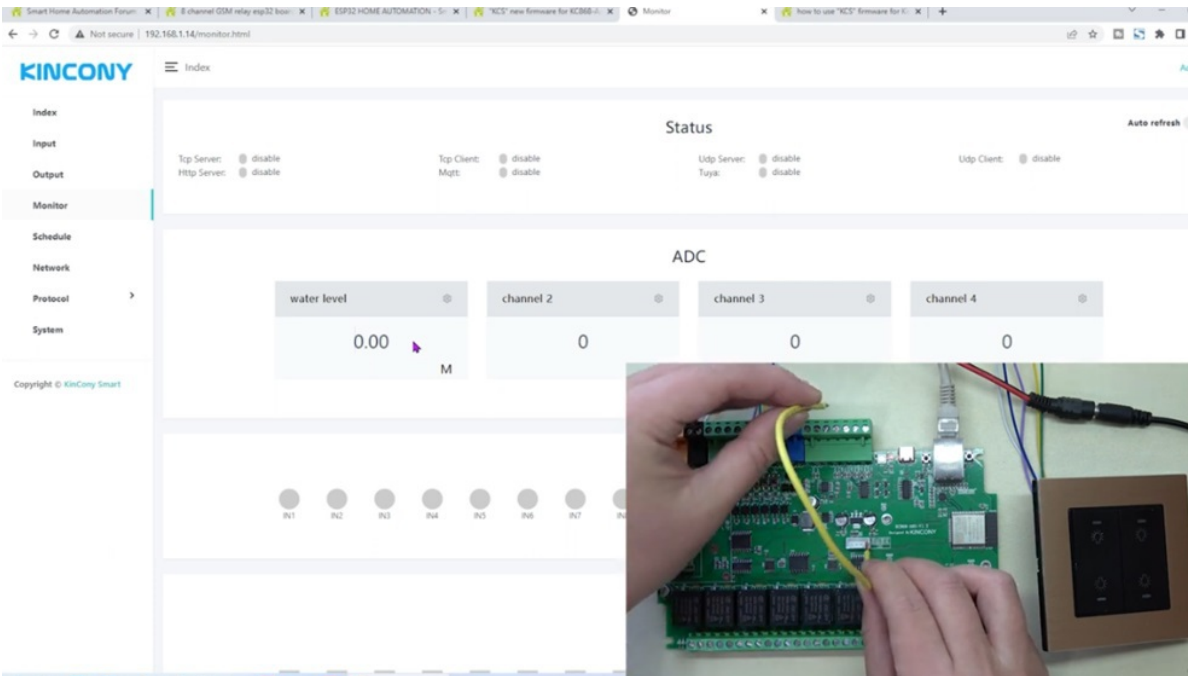 Smart Home Automation Forum
8 channel GSM relay esp32 boar
ESP32 HOME AUTOMATION - Sm
"KCS" new firmware for KC868-A
Monitor
how to use "KCS" firmware for K
Not secure
192.168.1.14/monitor.html
KINCONY
Index
Index
Input
Output
Monitor
Schedule
Network
Protocol
System
Copyright © KinCony Smart
Status
Auto refresh
Tcp Server: disable
Tcp Client: disable
Udp Server: disable
Udp Client: disable
Http Server: disable
Mqtt: disable
Tuya: disable
ADC
water level
channel 2
channel 3
channel 4
0.00
0
0
0
M
IN1 IN2 IN3 IN4 IN5 IN6 IN7
KINCONY